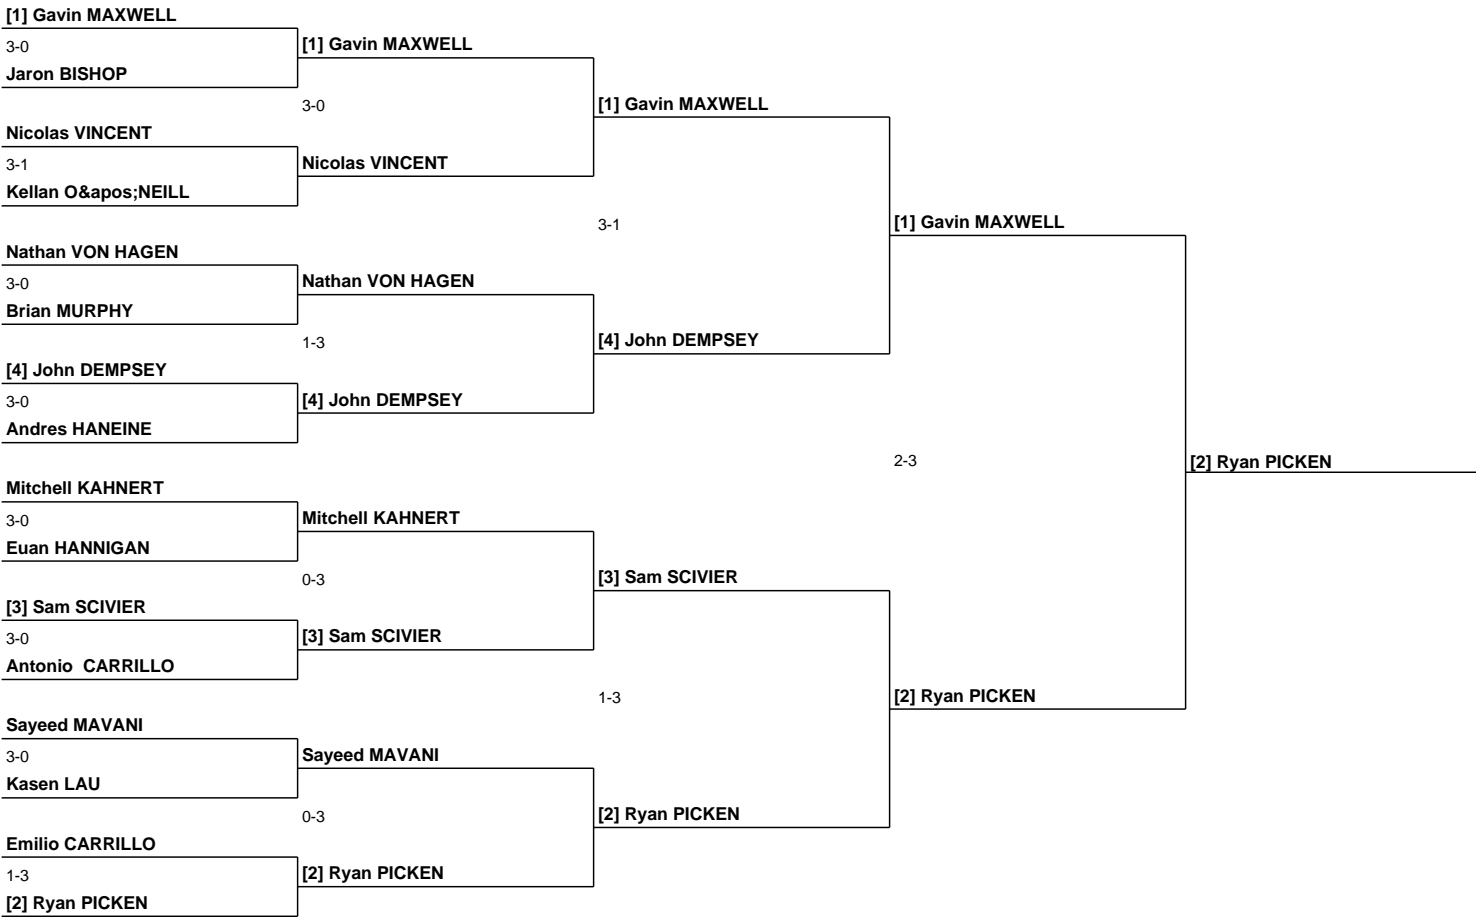 [1] Gavin MAXWELL
3-0
Jaron BISHOP
Nicolas VINCENT
3-1
Kellan O&apos;NEILL
Nathan VON HAGEN
3-0
Brian MURPHY
[4] John DEMPSEY
3-0
Andres HANEINE
Mitchell KAHNERT
3-0
Euan HANNIGAN
[3] Sam SCIVIER
3-0
Antonio  CARRILLO
Sayeed MAVANI
3-0
Kasen LAU
Emilio CARRILLO
1-3
[2] Ryan PICKEN
[1] Gavin MAXWELL
3-0
Nicolas VINCENT
Nathan VON HAGEN
1-3
[4] John DEMPSEY
Mitchell KAHNERT
0-3
[3] Sam SCIVIER
Sayeed MAVANI
0-3
[2] Ryan PICKEN
[1] Gavin MAXWELL
3-1
[4] John DEMPSEY
[3] Sam SCIVIER
1-3
[2] Ryan PICKEN
[1] Gavin MAXWELL
2-3
[2] Ryan PICKEN
[2] Ryan PICKEN